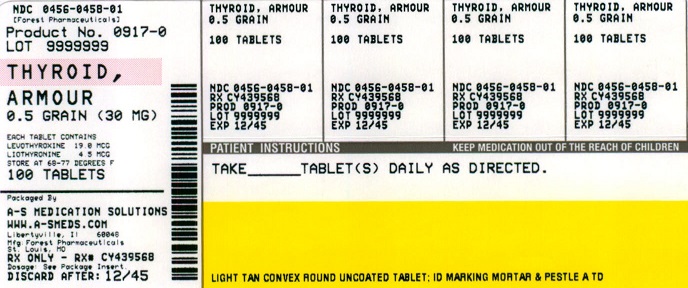 NDC 0456-0458-01
[Forest Pharmaceuticals]
Product No. 0917-0
LOT 9999999
THYROID,
ARMOUR
0.5 GRAIN (30 MG)
EACH TABLET CONTAINS
LEVOTHYROXINE 19.0 MCG
LIOTHYRONINE 4.5 MCG
STORE AT 68-77 DEGREES F
100 TABLETS
Packaged By
A-S MEDICATION SOLUTIONS
WWW.A-SMEDS.COM
Libertyville, Il 60048
Mfg: Forest Pharmaceuticals
St. Louis, MO
RX ONLY - RX# CY439568
Dosage: See Package Insert
DISCARD AFTER: 12/45
THYROID, ARMOUR
0.5 GRAIN
100 TABLETS
NDC 0456-0458-01
RX CY439568
PROD 0917-0
LOT 9999999
EXP 12/45
THYROID, ARMOUR
0.5 GRAIN
100 TABLETS
NDC 0456-0458-01
RX CY439568
PROD 0917-0
LOT 9999999
EXP 12/45
THYROID, ARMOUR
0.5 GRAIN
100 TABLETS
NDC 0456-0458-01
RX CY439568
PROD 0917-0
LOT 9999999
EXP 12/45
THYROID, ARMOUR
0.5 GRAIN
100 TABLETS
NDC 0456-0458-01
RX CY439568
PROD 0917-0
LOT 9999999
EXP 12/45
PATIENT INSTRUCTIONS KEEP MEDICATION OUT OF THE REACH OF CHILDREN
TAKE______TABLET(S) DAILY AS DIRECTED.
LIGHT TAN CONVEX ROUND UNCOATED TABLET; ID MARKING MORTAR & PESTLE A TD